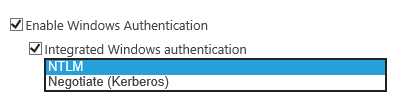 Enable Windows Authentication
Integrated Windows authentication
NTLM
Negotiate (Kerberos)